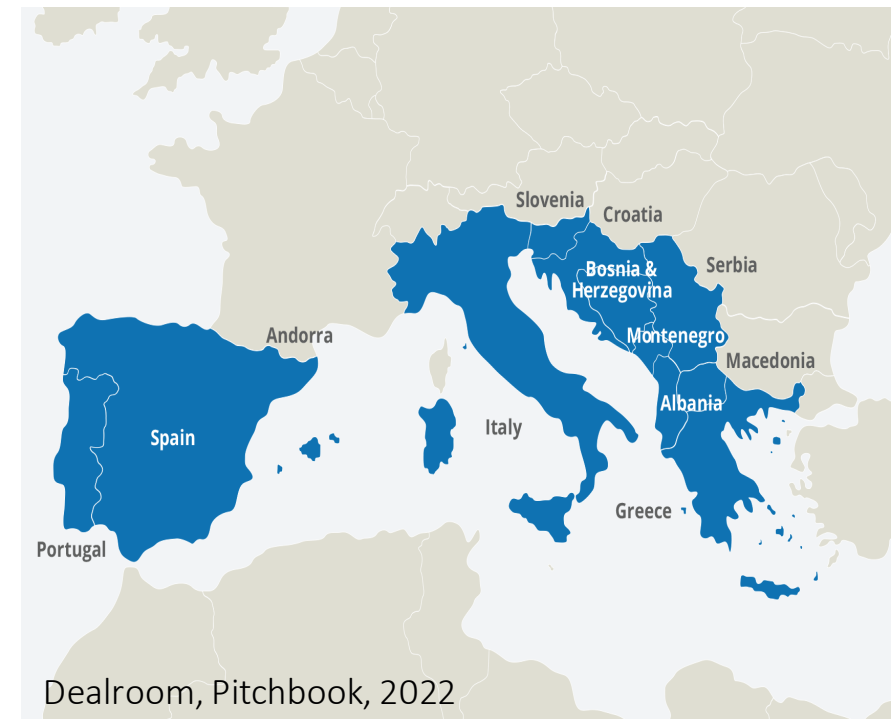 Slovenia
Croatia
Serbia
Bosnia &
Herzegovina
Andorra
Montenegro
Macedonia
Albania
Spain
Italy
Greece
Portugal
Dealroom, Pitchbook, 2022